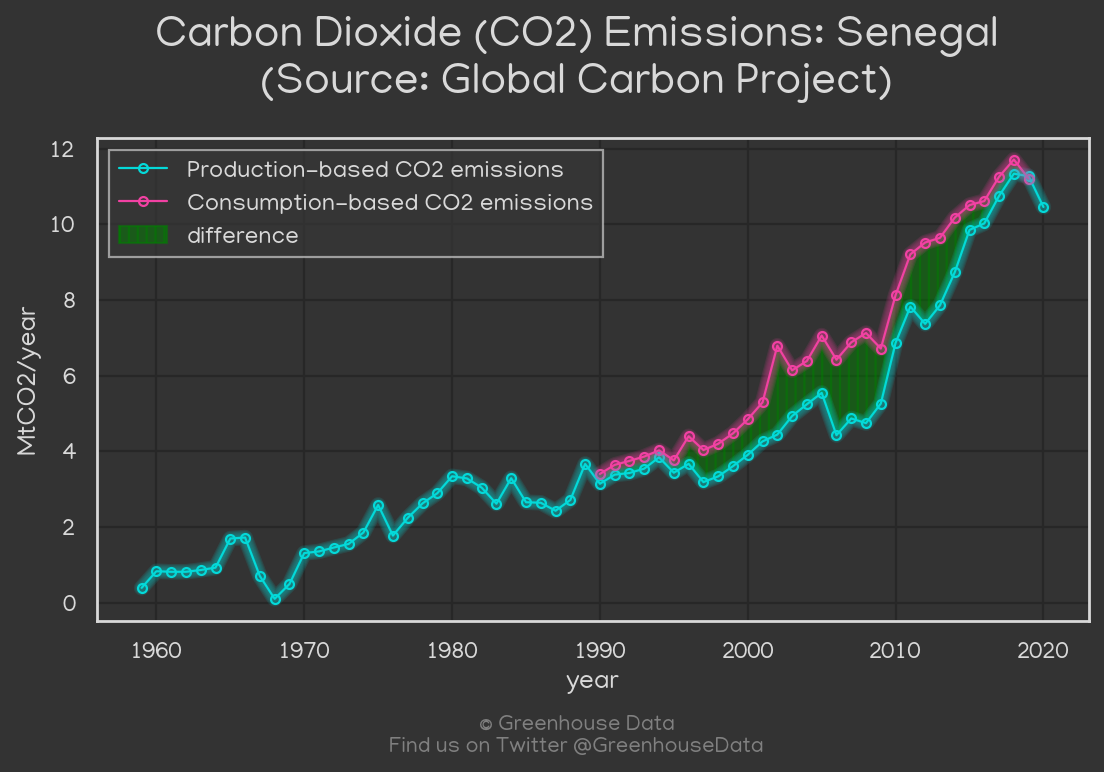 Carbon Dioxide (CO2) Emissions: Senegal
(Source: Global Carbon Project)
12
10
8
6
4
2
0
MtCO2/year
Production-based CO2 emissions
Consumption-based CO2 emissions
difference
1960 1970 1980 1990 2000 2010 2020
year
© Greenhouse Data
Find us on Twitter @GreenhouseData